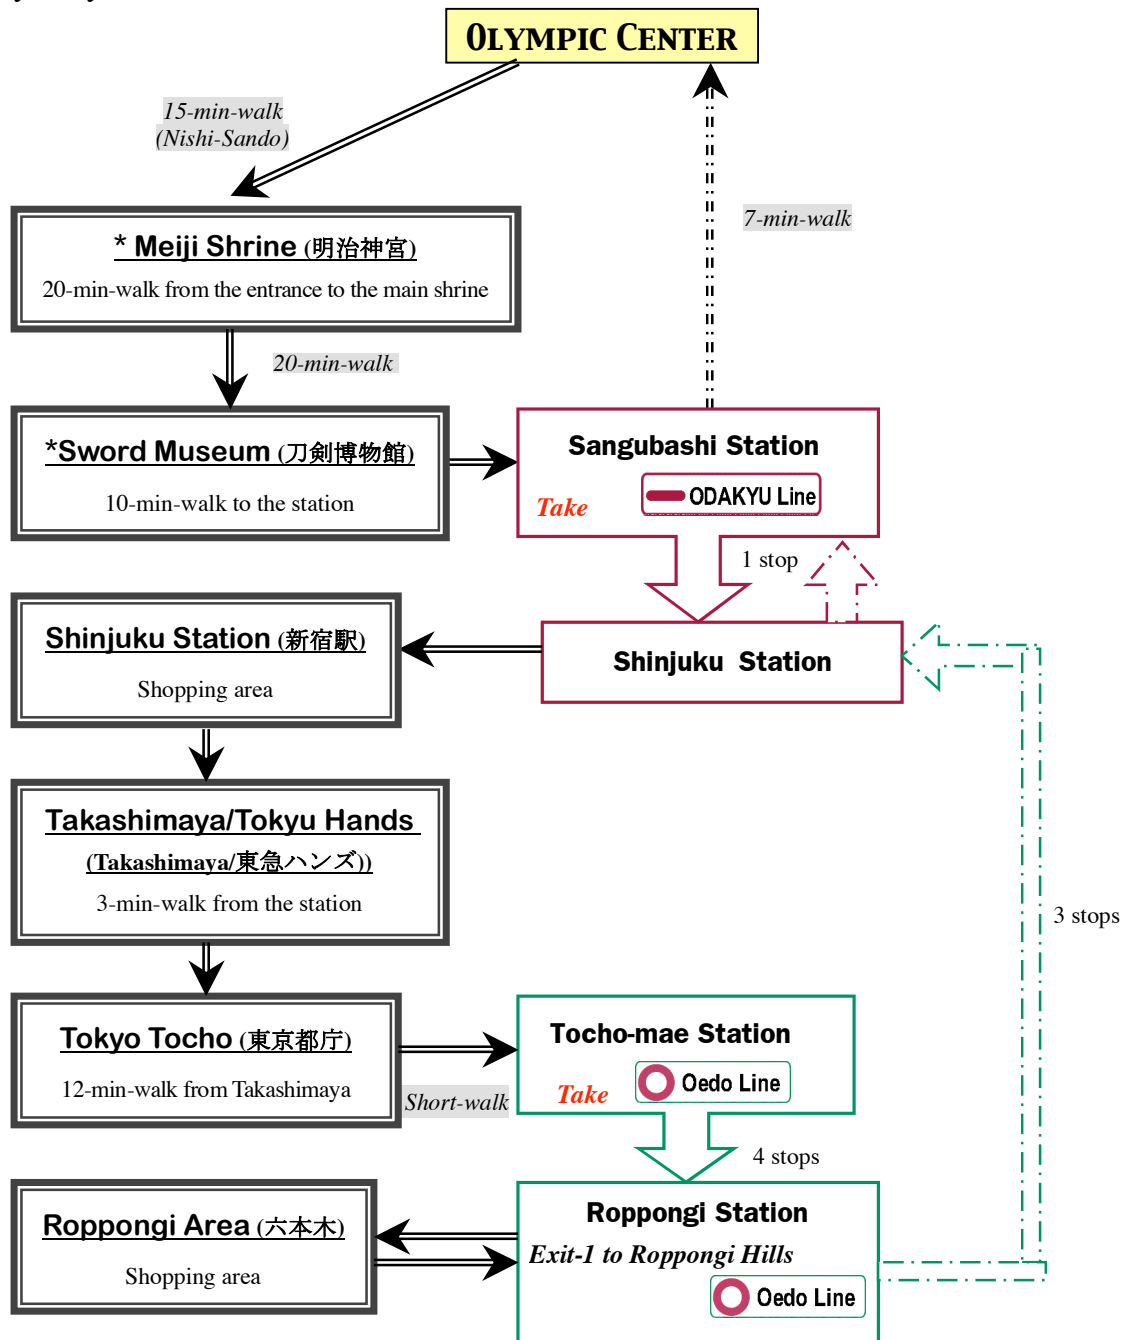 OLYMPIC CENTER
15-min-walk
(Nishi-Sando)
7-min-walk
* Meiji Shrine (明治神宮)
20-min-walk from the entrance to the main shrine
20-min-walk
*Sword Museum (刀剣博物館)
10-min-walk to the station
Sangubashi Station
Take
ODAKYU Line
1 stop
Shinjuku Station (新宿駅)
Shopping area
Shinjuku Station
Takashimaya/Tokyu Hands
(Takashimaya/東急ハンズ))
3-min-walk from the station
3 stops
Tokyo Tocho (東京都庁)
12-min-walk from Takashimaya
Short-walk
Tocho-mae Station
Take
Oedo Line
4 stops
Roppongi Area (六本木)
Shopping area
Roppongi Station
Exit-1 to Roppongi Hills
Oedo Line